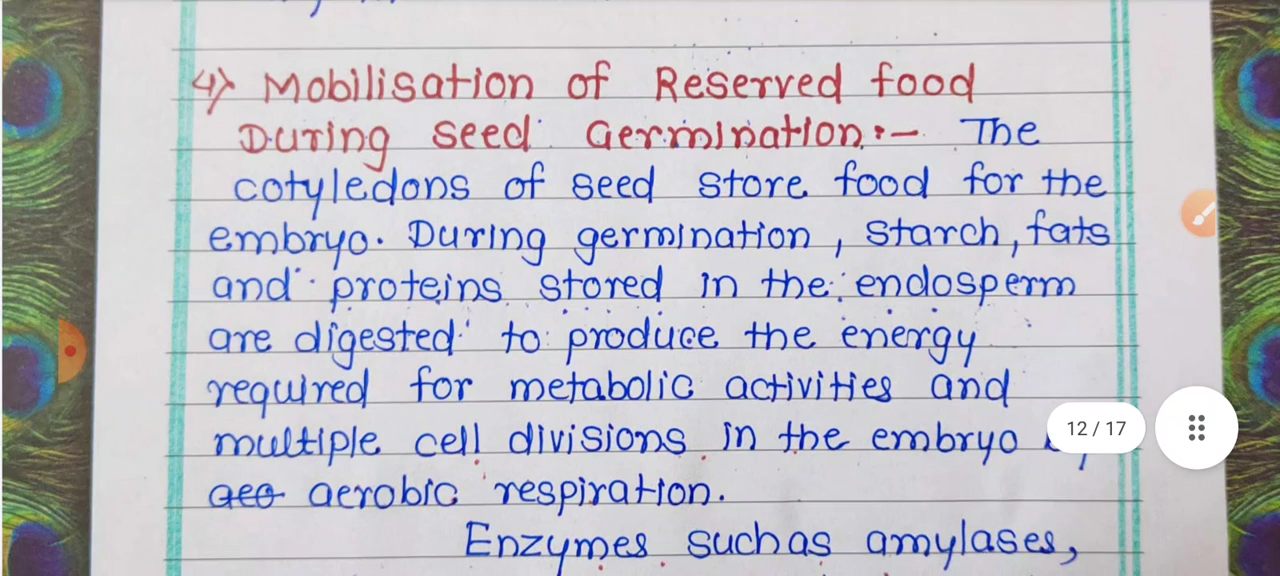 4) Mobilisation of Reserved food
During seed Germination :- The
cotyledons of seed store food for the
embryo. During germination, starch, fats
and proteins stored in the endosperm
are digested to produce the energy
required for metabolic activities and
multiple cell divisions in the embryo
aeo aerobic respiration.
Enzymes such as amylases,
12 / 17